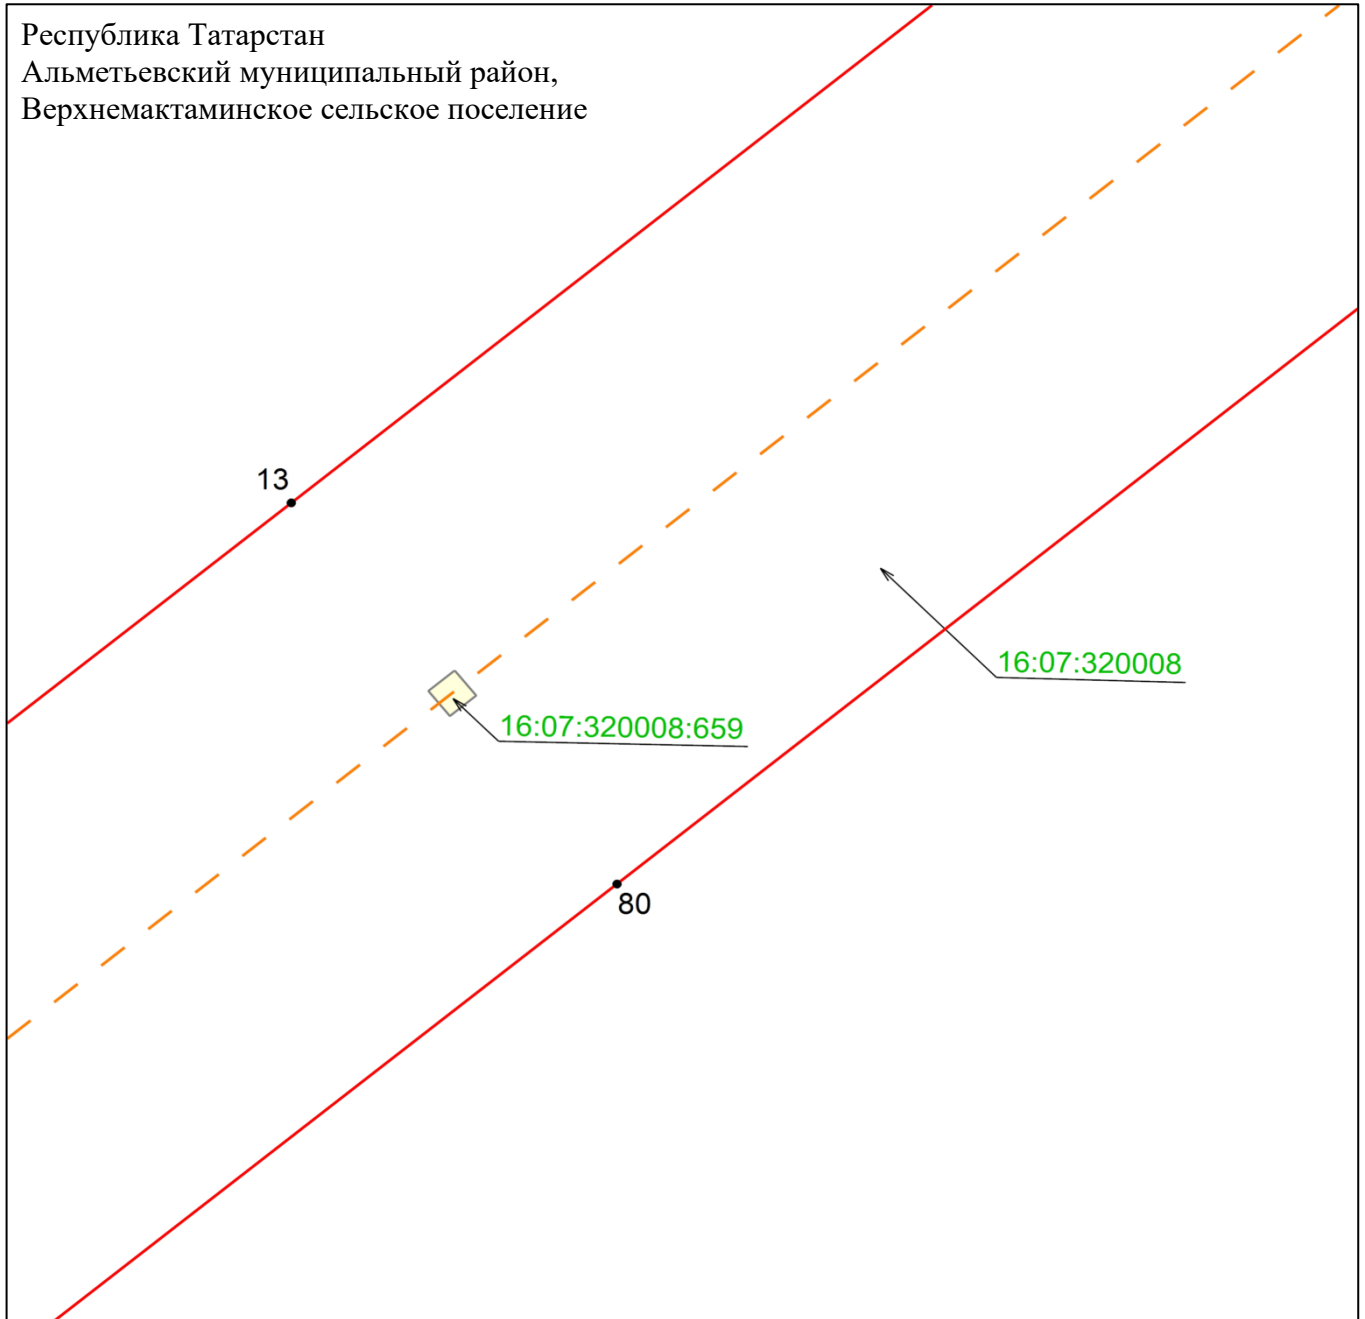 Республика Татарстан
Альметьевский муниципальный район,
Верхнемактаминское сельское поселение
13
16:07:320008
16:07:320008:659
80